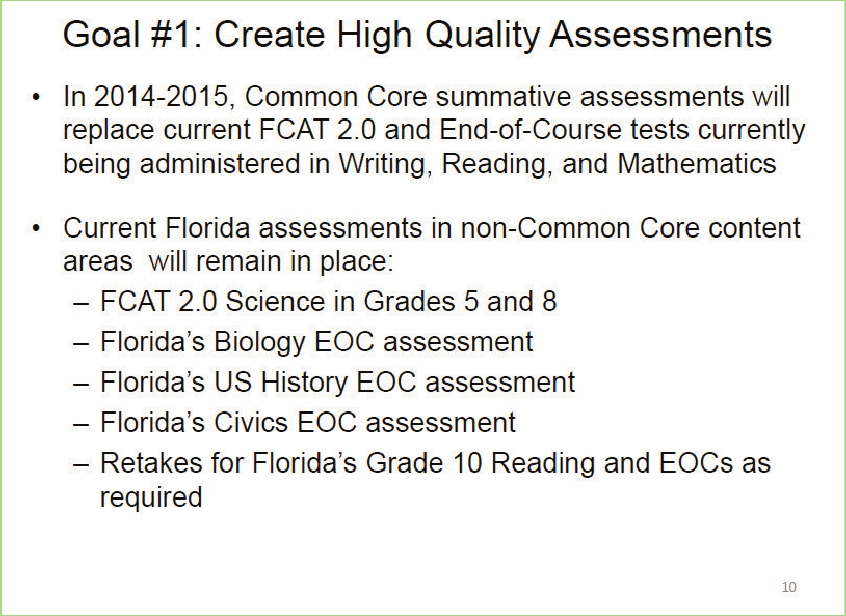 Goal #1: Create High Quality Assessments
• In 2014-2015, Common Core summative assessments will
replace current FCAT 2.0 and End-of-Course tests currently
being administered in Writing, Reading, and Mathematics
• Current Florida assessments in non-Common Core content
areas  will remain in place:
– FCAT 2.0 Science in Grades 5 and 8
– Florida’s Biology EOC assessment
– Florida’s US History EOC assessment
– Florida’s Civics EOC assessment
– Retakes for Florida’s Grade 10 Reading and EOCs as
required
10